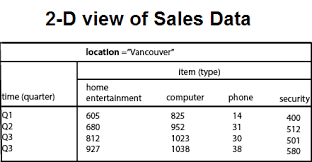 2-D view of Sales Data
location ="Vancouver"
item (type)
home
time (quarter) entertainment computer phone security
Q1 605 825 14 400
Q2 680 952 31 512
Q3 812 1023 30 501
Q3 927 1038 38 580